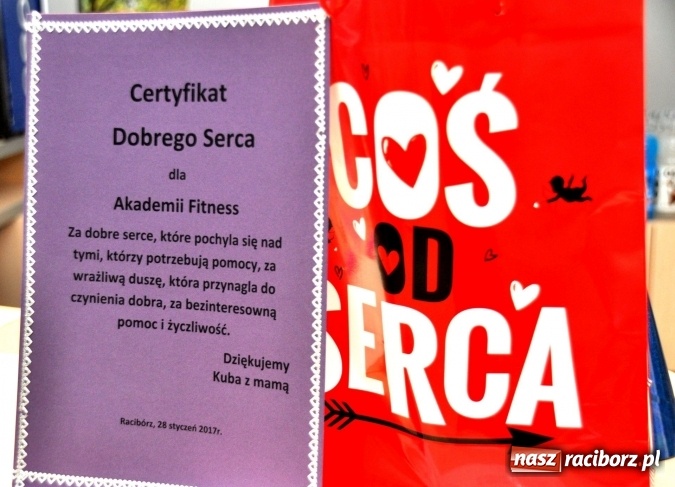 Certyfikat
Dobrego Serca
dla
Akademii Fitness
Za dobre serce, które pochyla się nad
tymi, którzy potrzebują pomocy, za
wrażliwą duszę, która przynagla do
czynienia dobra, za bezinteresowną
pomoc i życzliwość.
Dziękujemy
Kuba z mamą
Racibórz, 28 styczeń 2017r.
COŚ
OD
SERCA
nasz raciborz.pl